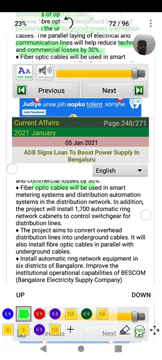 23%
72 / 96
cables. The parallel laying of electrical and
communication lines will help reduce technical
and commercial losses by 30%.
• Fiber optic cables will be used in smart
Previous
Next
Current Affairs
Page.248/271
2021 January
05 Jan 2021
ADB Signs Loan To Boost Power Supply In
Bengaluru
English
and commercial losses by 30%.
• Fiber optic cables will be used in smart
metering systems and distribution automation
systems in the distribution network. In addition,
the project will install 1,700 automatic ring
network cabinets to control switchgear for
distribution lines.
• The project aims to convert overhead
distribution lines into underground cables. It
will also install fibre optic cables in parallel with
underground cables.
• Install automatic ring network equipment in
six districts of Bangalore. Improve the
institutional operational capabilities of BESCOM
(Bangalore Electricity Supply Company)
UP
DOWN
Previous
Next